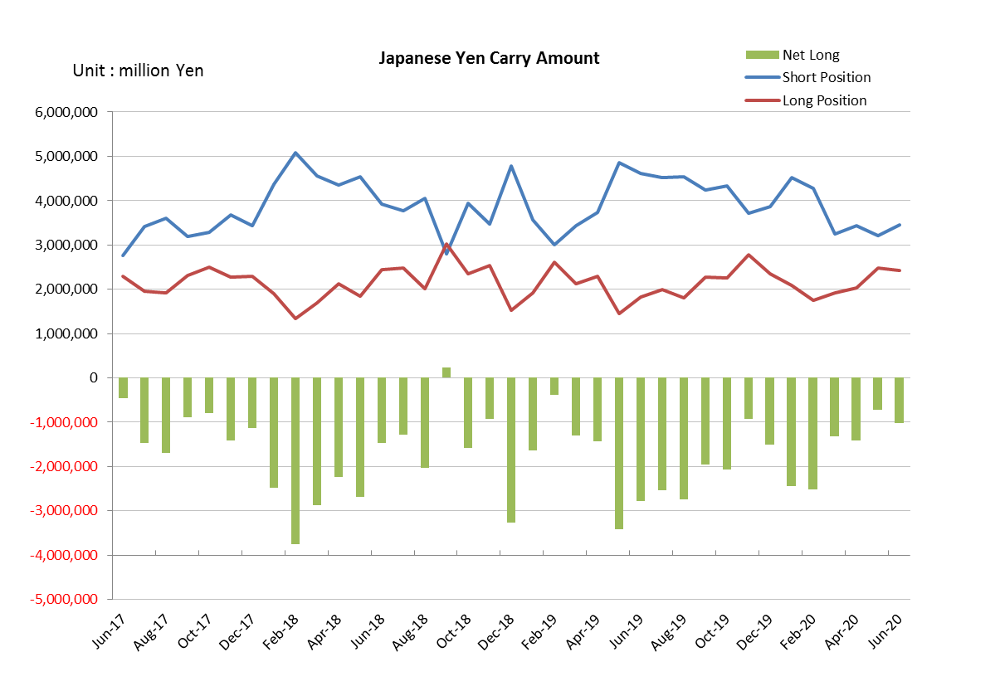 Japanese Yen Carry Amount
Unit : million Yen
Net Long
Short Position
Long Position
6,000,000
5,000,000
4,000,000
3,000,000
2,000,000
1,000,000
0
-1,000,000
-2,000,000
-3,000,000
-4,000,000
-5,000,000
Jun-17
Aug-17
Oct-17
Dec-17
Feb-18
Apr-18
Jun-18
Aug-18
Oct-18
Dec-18
Feb-19
Apr-19
Jun-19
Aug-19
Oct-19
Dec-19
Feb-20
Apr-20
Jun-20